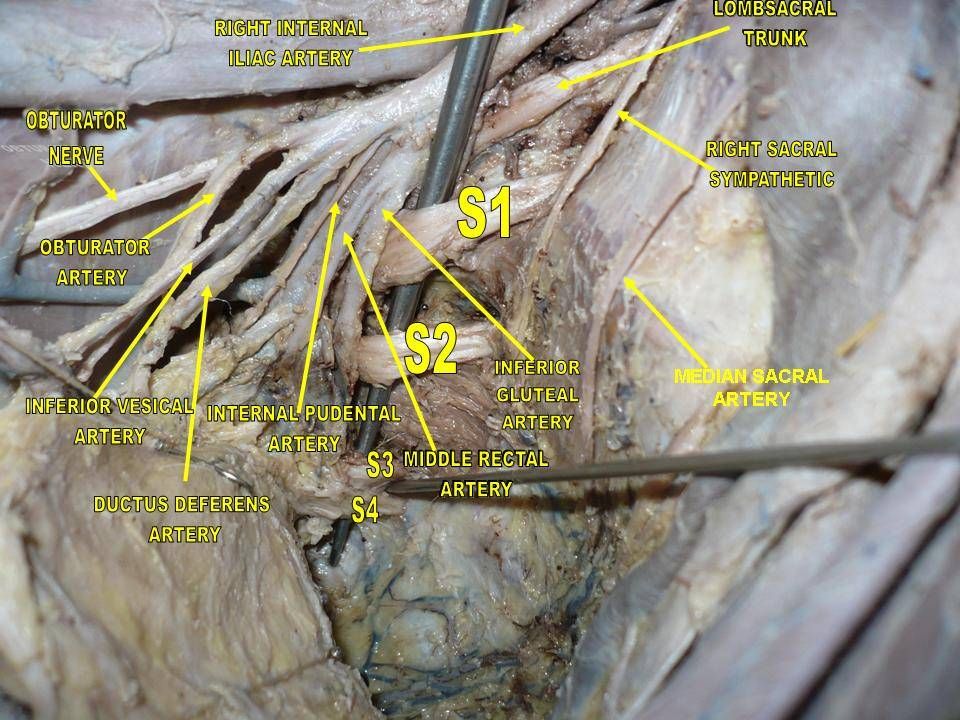 LOMBSACRAL
TRUNK
RIGHT INTERNAL
ILIAC ARTERY
OBTURATOR
NERVE
RIGHT SACRAL
SYMPATHETIC
S1
OBTURATOR
ARTERY
S2
INFERIOR
GLUTEAL
ARTERY
MEDIAN SACRAL
ARTERY
INFERIOR VESICAL
ARTERY
INTERNAL PUDENTAL
ARTERY
S3
MIDDLE RECTAL
ARTERY
S4
DUCTUS DEFERENS
ARTERY